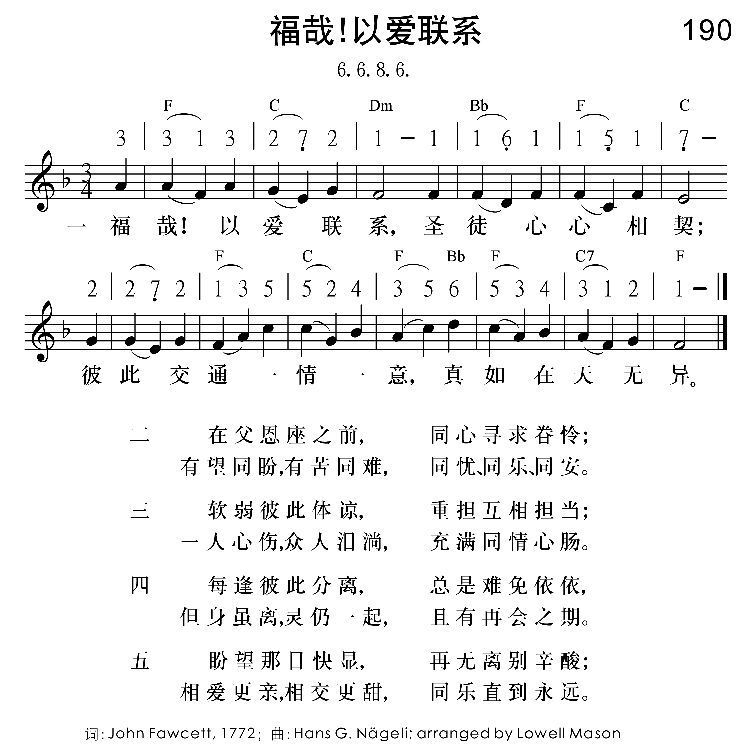 福哉!以爱联系 190
6.6.8.6.
F C Dm Bb F C
3 | 3 1 3 | 2 7̣ 2 | 1 – 1 | 1 6̣ 1 | 1 5̣ 1 | 7̣ –
3/4
一 福 哉! 以 爱 联 系, 圣 徒 心 心 相 契;
F C F Bb F C7 F
2 | 2 7̣ 2 | 1 3 5 | 5 2 4 | 3 5 6 | 5 3 4 | 3 1 2 | 1 – ‖
彼 此 交 通 一 情 一 意, 真 如 在 天 无 异。
二 在父恩座之前, 同心寻求眷怜;
有望同盼,有苦同难, 同忧、同乐、同安。
三 软弱彼此体谅, 重担互相担当;
一人心伤,众人泪淌, 充满同情心肠。
四 每逢彼此分离, 总是难免依依,
但身虽离,灵仍一起, 且有再会之期。
五 盼望那日快显, 再无离别辛酸;
相爱更亲,相交更甜, 同乐直到永远。
词: John Fawcett, 1772; 曲: Hans G. Nägeli; arranged by Lowell Mason